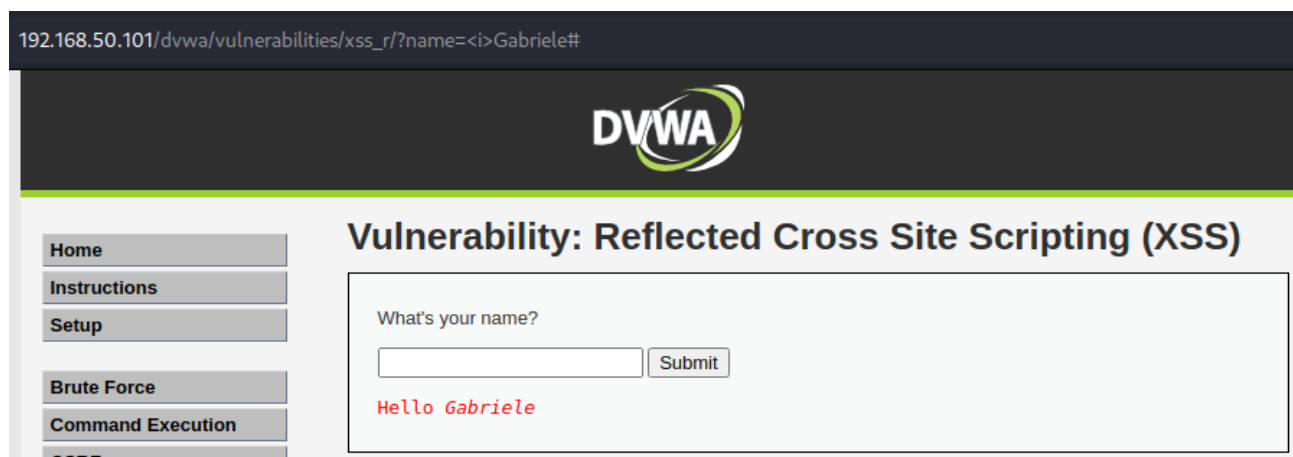 192.168.50.101/dvwa/vulnerabilities/xss_r/?name=<i>Gabriele#
DVWA
Home
Instructions
Setup
Brute Force
Command Execution
Vulnerability: Reflected Cross Site Scripting (XSS)
What's your name?
Submit
Hello Gabriele